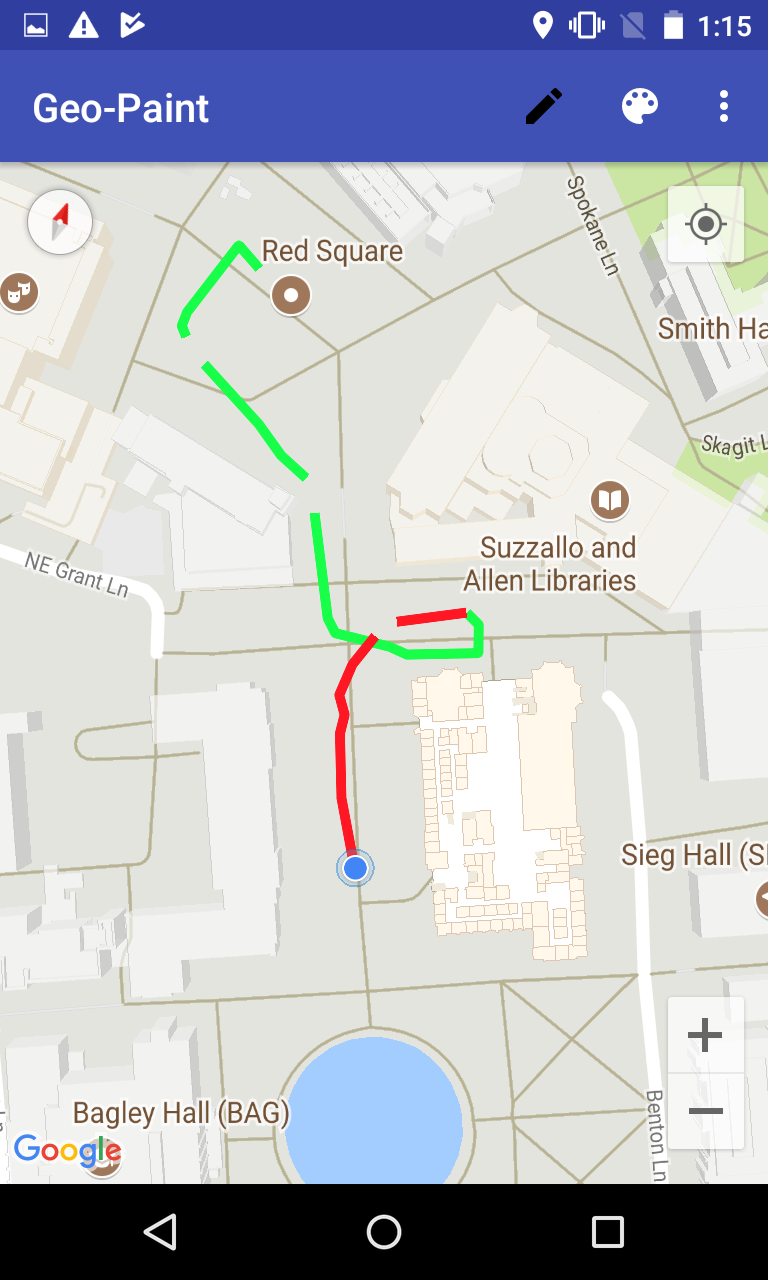 1:15
Geo-Paint
Spokane Ln
Red Square
Smith Ha
Skagit L
Suzzallo and
Allen Libraries
NE Grant Ln
Sieg Hall (SI
Bagley Hall (BAG)
Benton Ln
Google